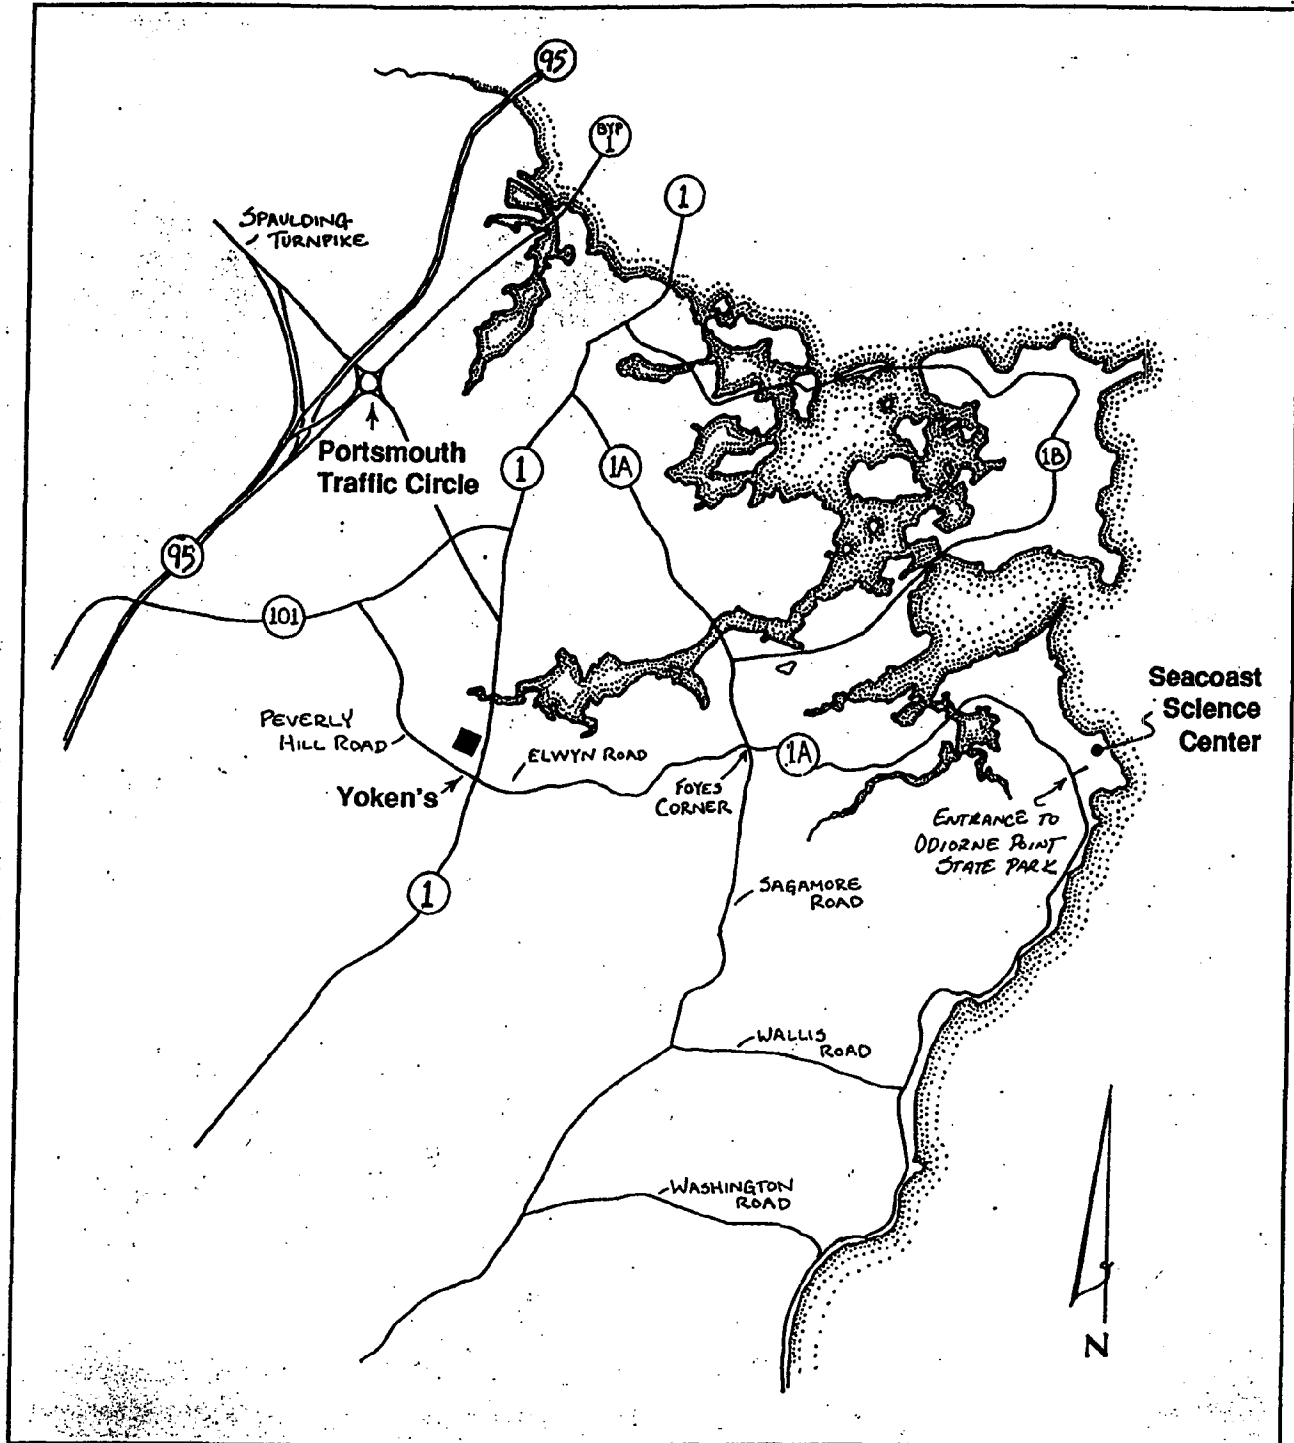 95
BYP
1
1
SPAULDING
TURNPIKE
Portsmouth
Traffic Circle
1
1A
1B
95
101
Seacoast
Science
Center
PEVERLY
HILL ROAD
ELWYN ROAD
1A
Yoken's
FOYES
CORNER
ENTRANCE TO
ODIORNE POINT
STATE PARK
1
SAGAMORE
ROAD
WALLIS
ROAD
WASHINGTON
ROAD
N